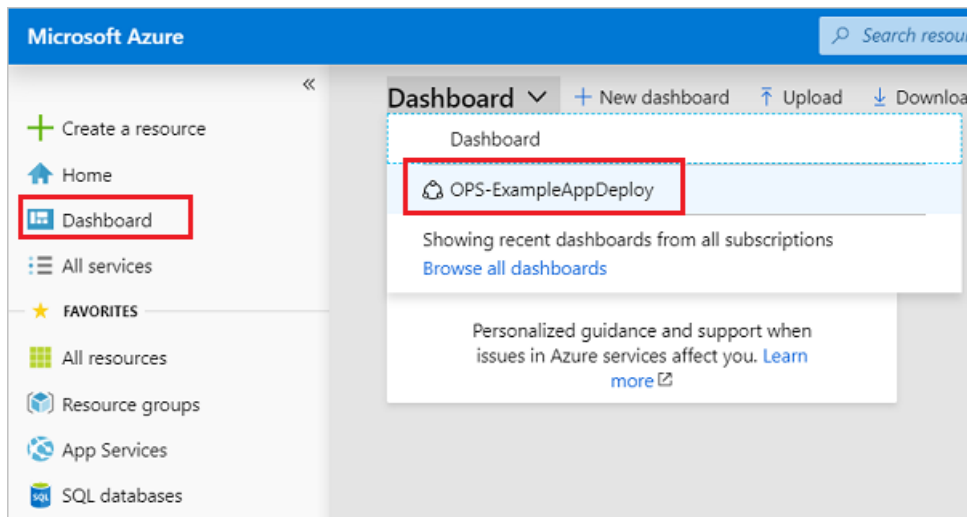 Microsoft Azure
Search resou
«
Create a resource
Home
Dashboard
All services
FAVORITES
All resources
Resource groups
App Services
SQL databases
Dashboard
New dashboard
Upload
Downloa
Dashboard
OPS-ExampleAppDeploy
Showing recent dashboards from all subscriptions
Browse all dashboards
Personalized guidance and support when
issues in Azure services affect you. Learn
more